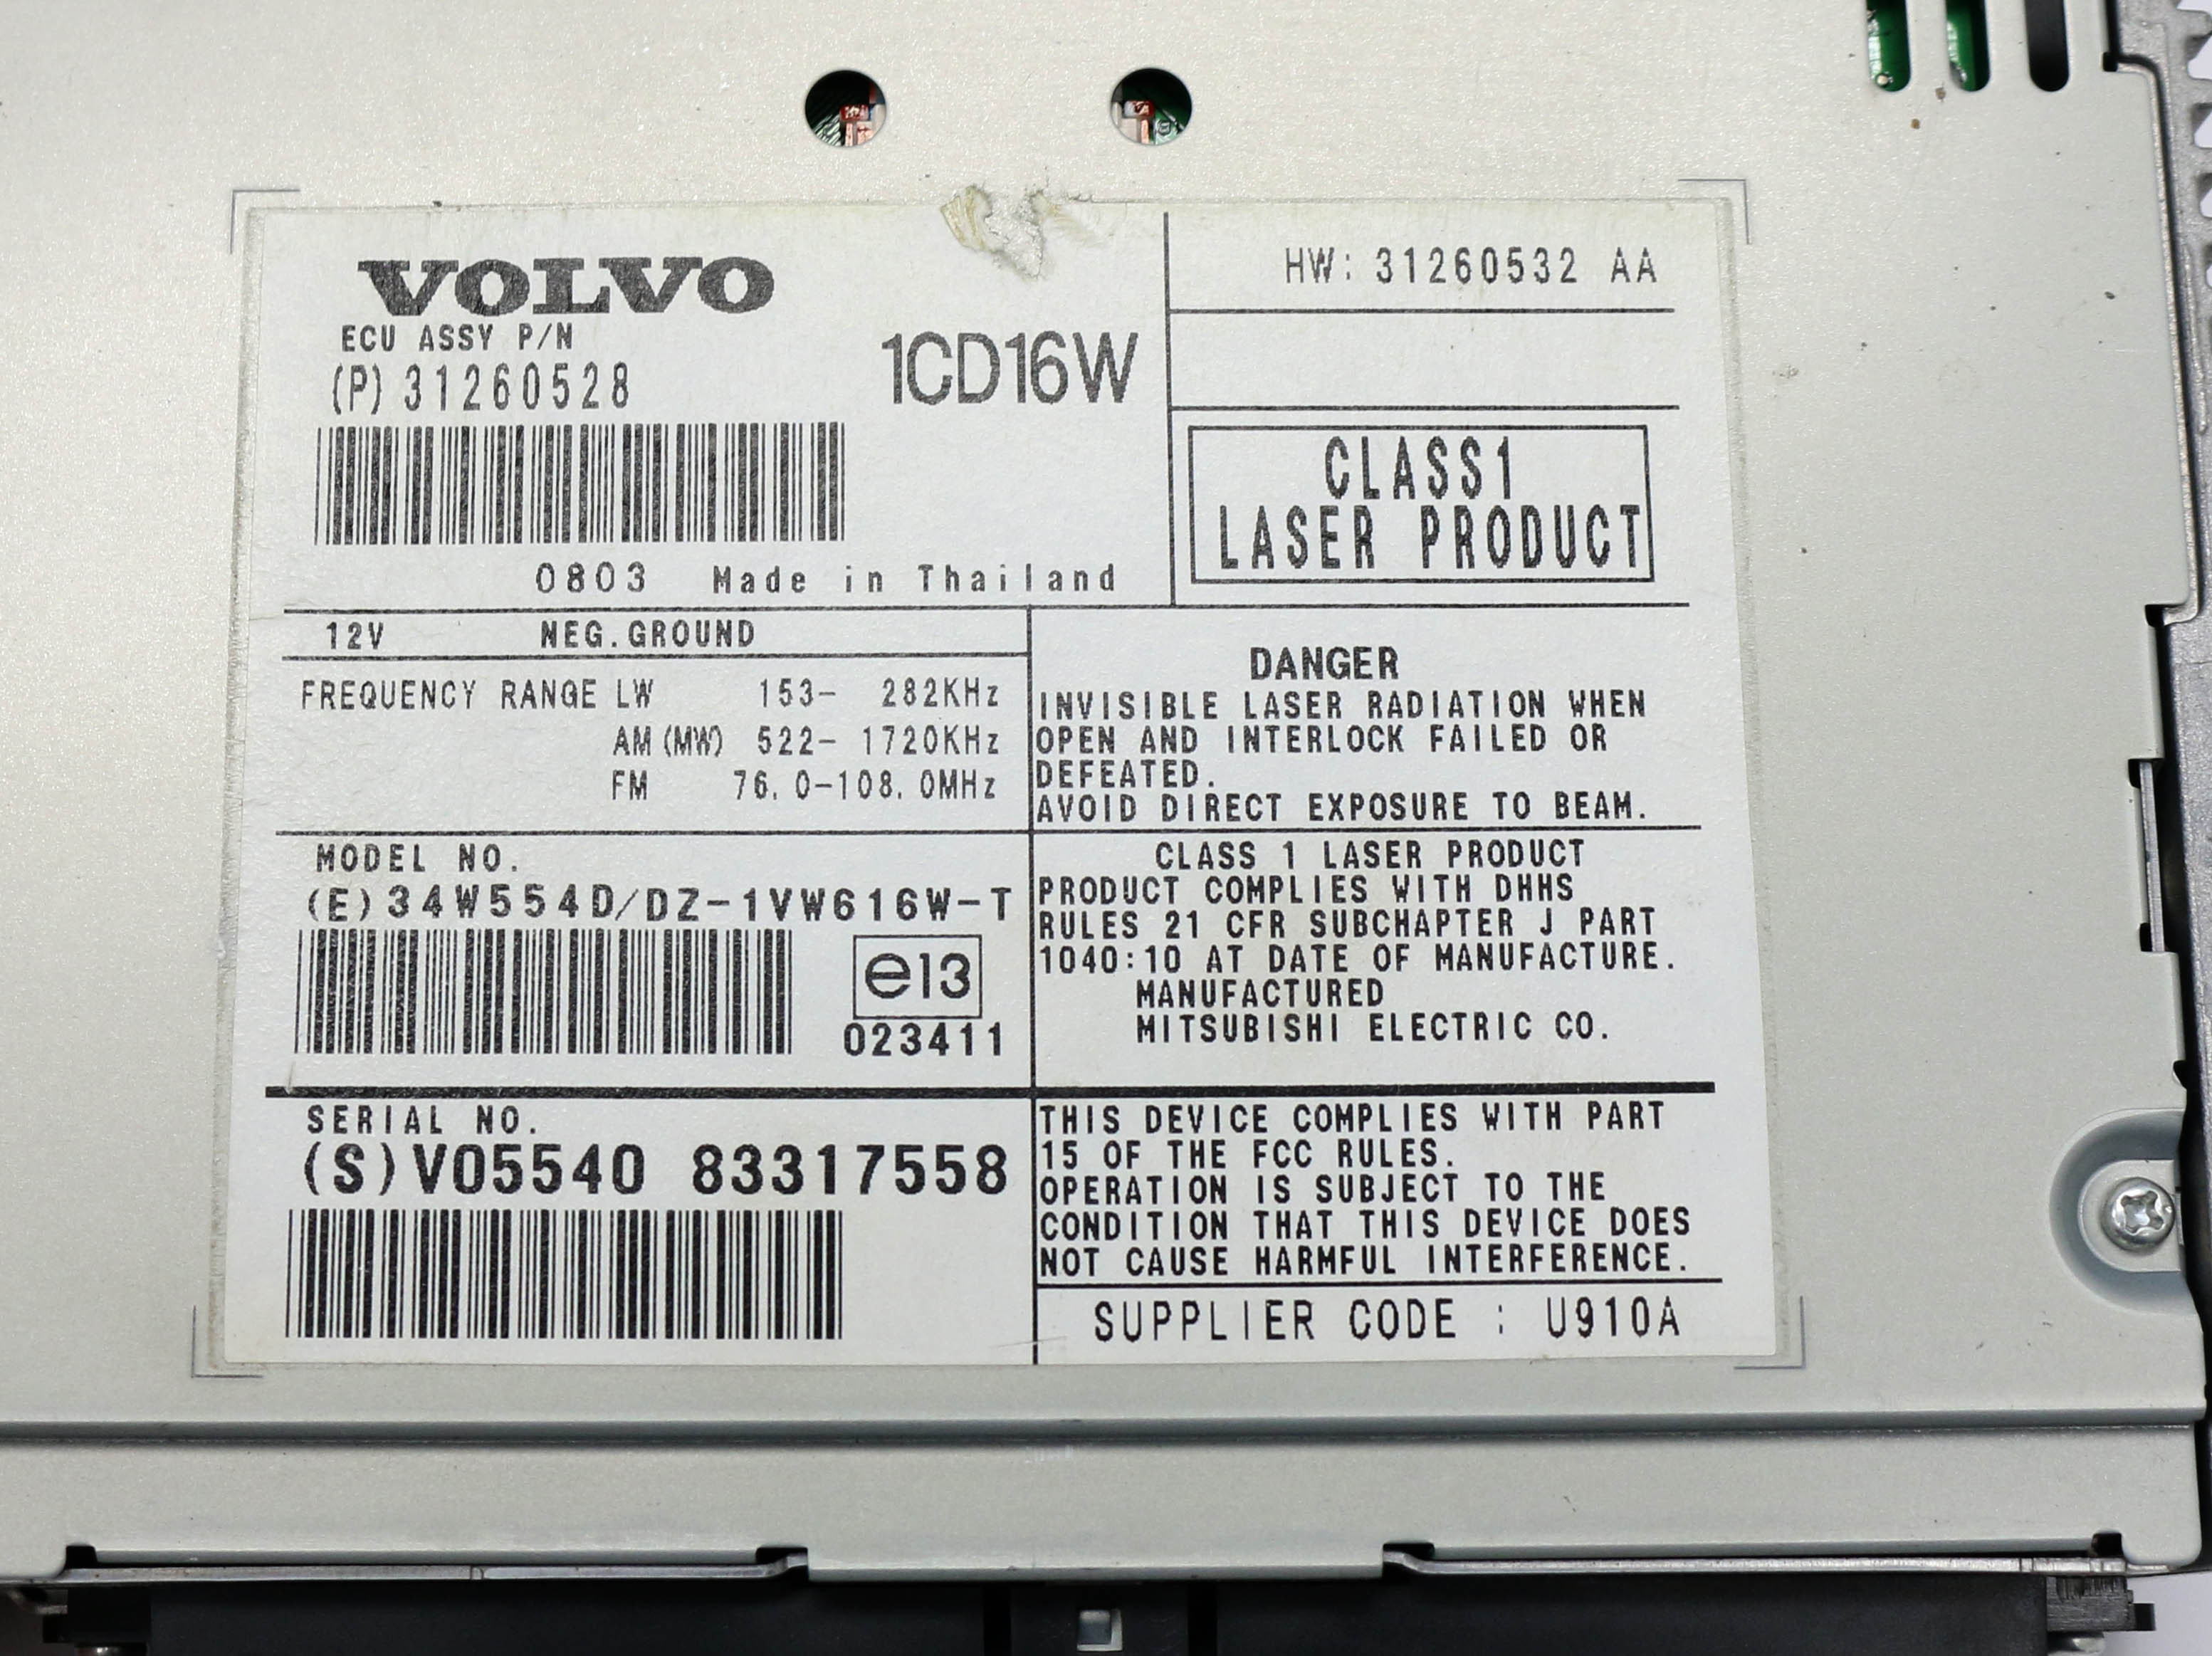 VOLVO
ECU ASSY P/N
(P)31260528
1CD16W
0803 Made in Thailand
HW: 31260532 AA
CLASS1
LASER PRODUCT
12V NEG.GROUND
FREQUENCY RANGE LW 153- 282KHz
AM(MW) 522- 1720KHz
FM 76.0-108.0MHz
DANGER
INVISIBLE LASER RADIATION WHEN
OPEN AND INTERLOCK FAILED OR
DEFEATED.
AVOID DIRECT EXPOSURE TO BEAM.
MODEL NO.
(E)34W554D/DZ-1VW616W-T
e13
023411
CLASS 1 LASER PRODUCT
PRODUCT COMPLIES WITH DHHS
RULES 21 CFR SUBCHAPTER J PART
1040:10 AT DATE OF MANUFACTURE.
MANUFACTURED
MITSUBISHI ELECTRIC CO.
SERIAL NO.
(S)V05540 83317558
THIS DEVICE COMPLIES WITH PART
15 OF THE FCC RULES.
OPERATION IS SUBJECT TO THE
CONDITION THAT THIS DEVICE DOES
NOT CAUSE HARMFUL INTERFERENCE.
SUPPLIER CODE : U910A